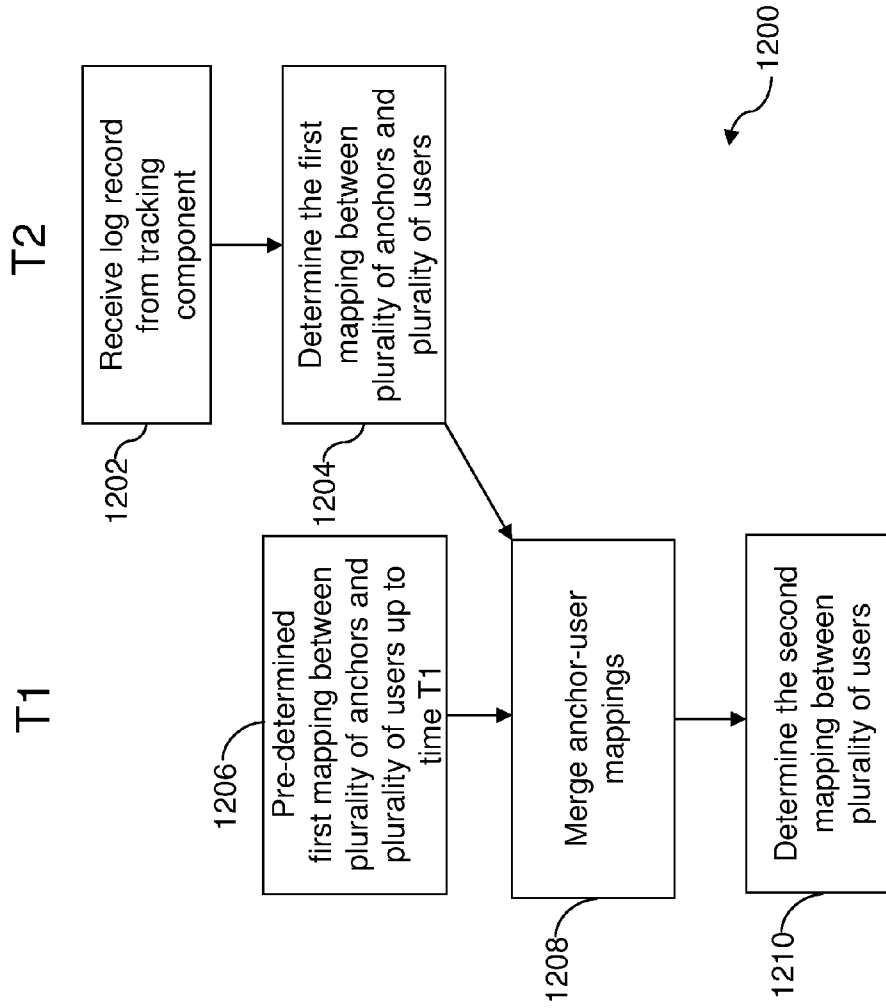 T1
T2
1202
Receive log record
from tracking
component
1204
Determine the first
mapping between
plurality of anchors and
plurality of users
1206
Pre-determined
first mapping between
plurality of anchors and
plurality of users up to
time T1
1208
Merge anchor-user
mappings
1210
Determine the second
mapping between
plurality of users
1200